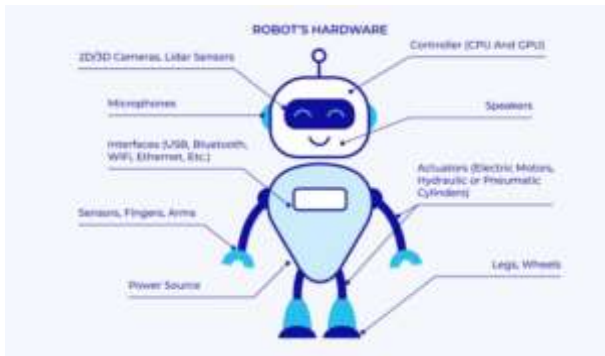 ROBOT'S HARDWARE
2D/3D Cameras, Lidar Sensors
Controller (CPU And GPU)
Microphones
Speakers
Interfaces (USB, Bluetooth,
WiFi, Ethernet, Etc.)
Actuators (Electric Motors,
Hydraulic or Pneumatic
Cylinders)
Sensors, Fingers, Arms
Legs, Wheels
Power Source